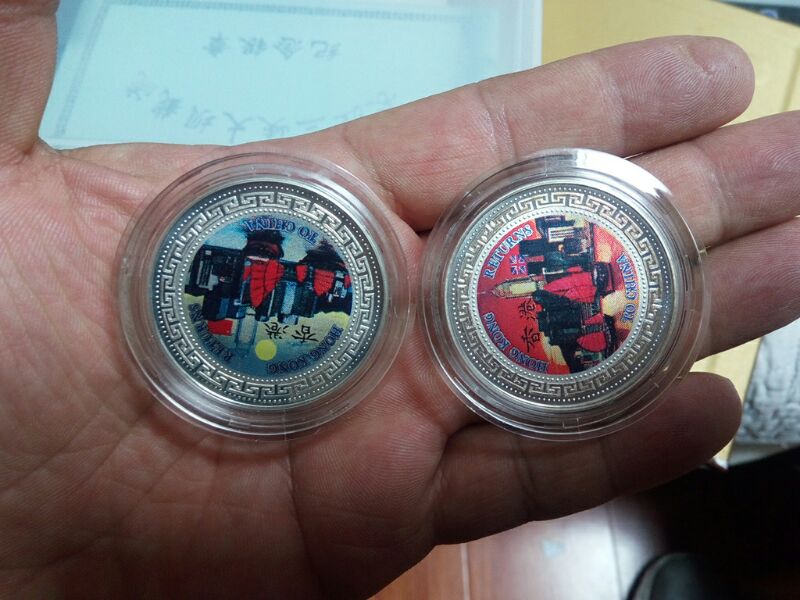 纪念银章
HONG KONG
RETURNS
TO CHINA
香港
HONG KONG
RETURNS
TO CHINA
香港